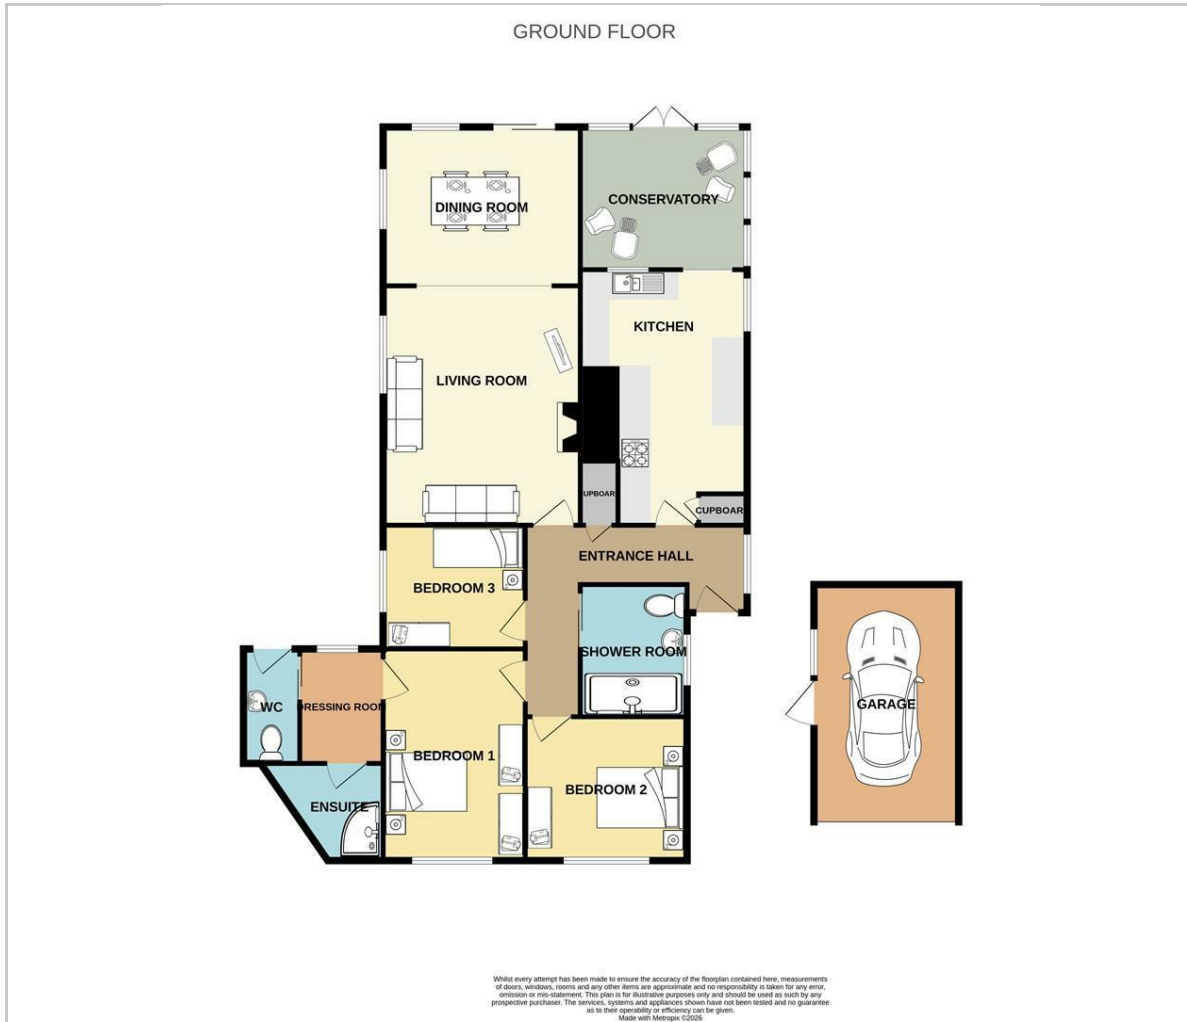 GROUND FLOOR
DINING ROOM
CONSERVATORY
KITCHEN
LIVING ROOM
UPBOAR
CUPBOAR
ENTRANCE HALL
BEDROOM 3
SHOWER ROOM
WC
DRESSING ROOM
GARAGE
BEDROOM 1
BEDROOM 2
ENSUITE
Whilst every attempt has been made to ensure the accuracy of the floorplan contained here, measurements
of doors, windows, rooms and any other items are approximate and no responsibility is taken for any error,
omission or mis-statement. This plan is for illustrative purposes only and should be used as such by any
prospective purchaser. The services, systems and appliances shown have not been tested and no guarantee
as to their operability or efficiency can be given.
Made with Metropix ©2026